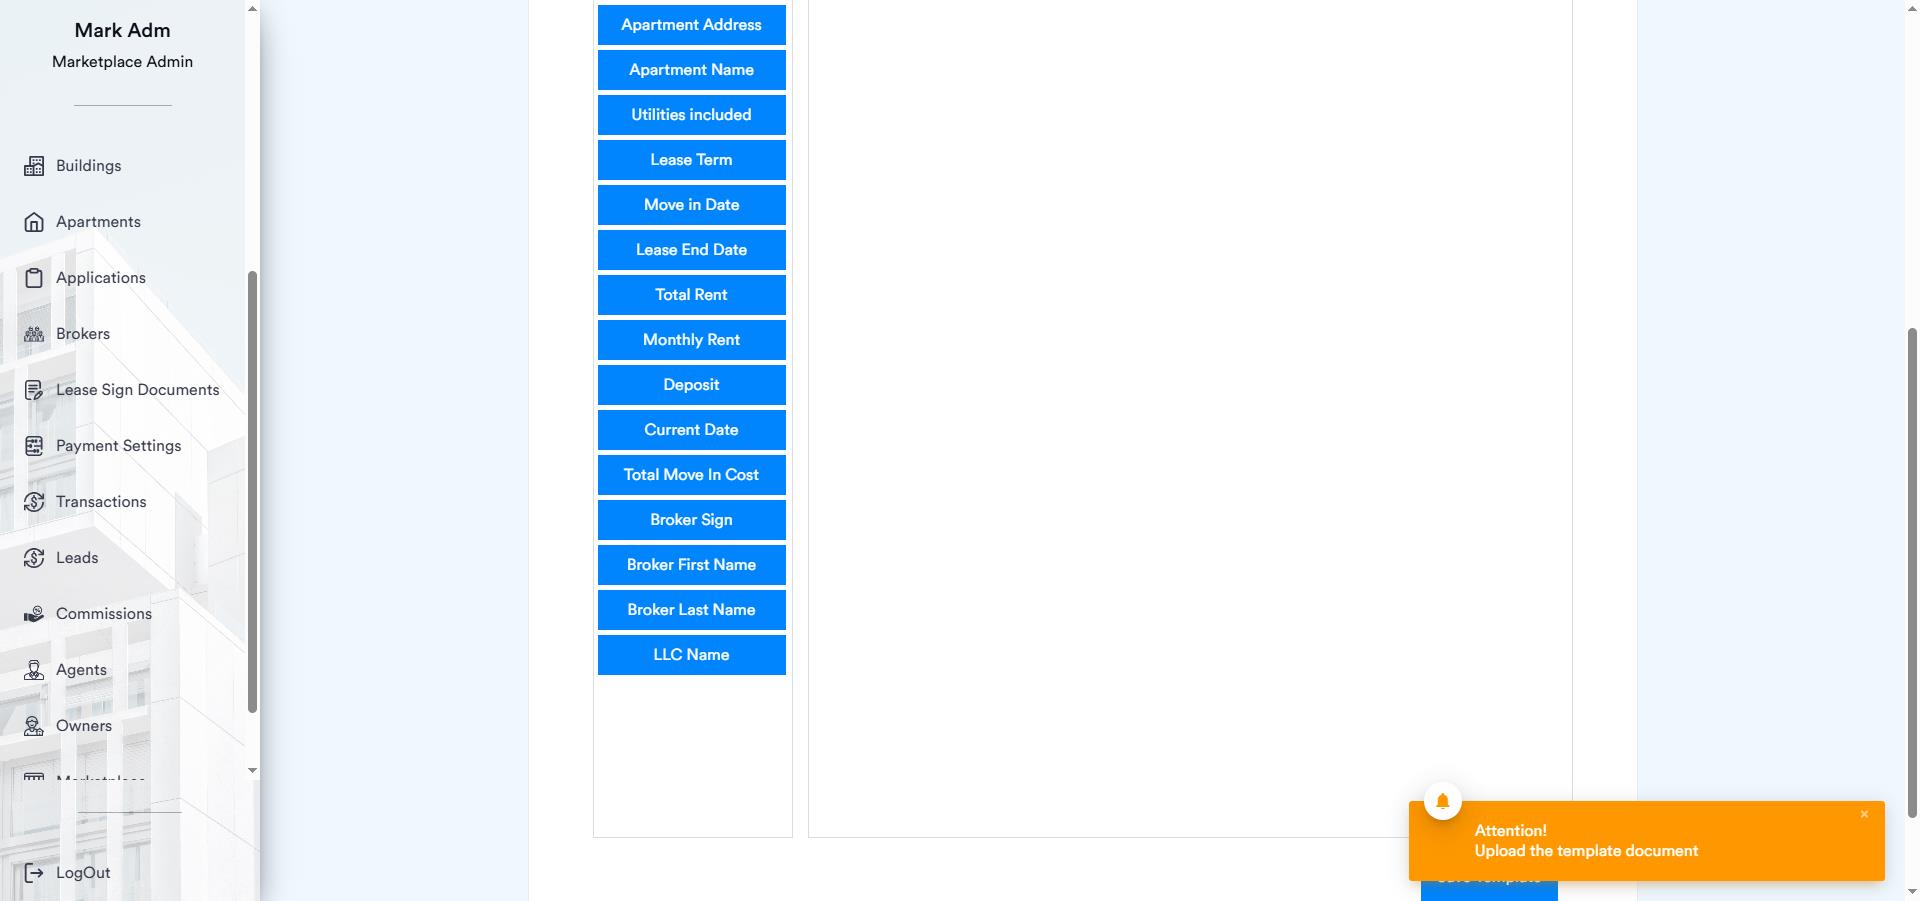 Mark Adm
Marketplace Admin
Buildings
Apartments
Applications
Brokers
Lease Sign Documents
Payment Settings
Transactions
Leads
Commissions
Agents
Owners
Marketplace
LogOut
Apartment Address
Apartment Name
Utilities included
Lease Term
Move in Date
Lease End Date
Total Rent
Monthly Rent
Deposit
Current Date
Total Move In Cost
Broker Sign
Broker First Name
Broker Last Name
LLC Name
Attention!
Upload the template document
Save Template